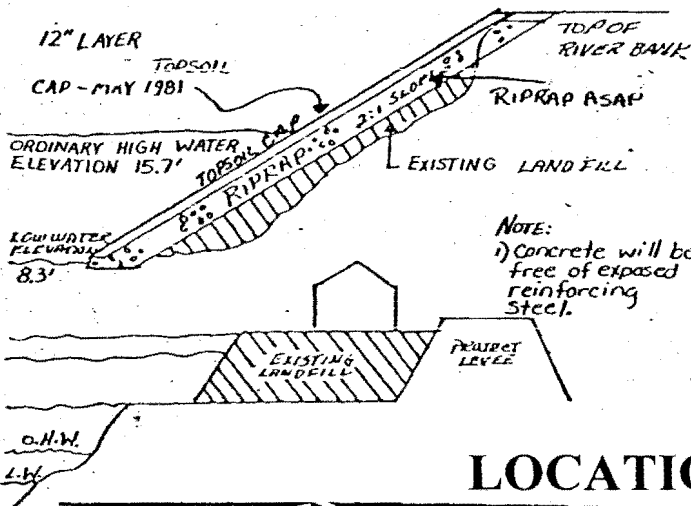 12" LAYER
TOPSOIL
CAP - MAY 1981
TOP OF
RIVER BANK
2:1 SLOPE
RIPRAP ASAP
ORDINARY HIGH WATER
ELEVATION 15.7'
TOPSOIL CAP
RIPRAP
EXISTING LANDFILL
LOW WATER
ELEVATION
8.3'
NOTE:
1) Concrete will be
free of exposed
reinforcing
steel.
EXISTING
LANDFILL
LEVEE
O.H.W.
L.W.
LOCATIO